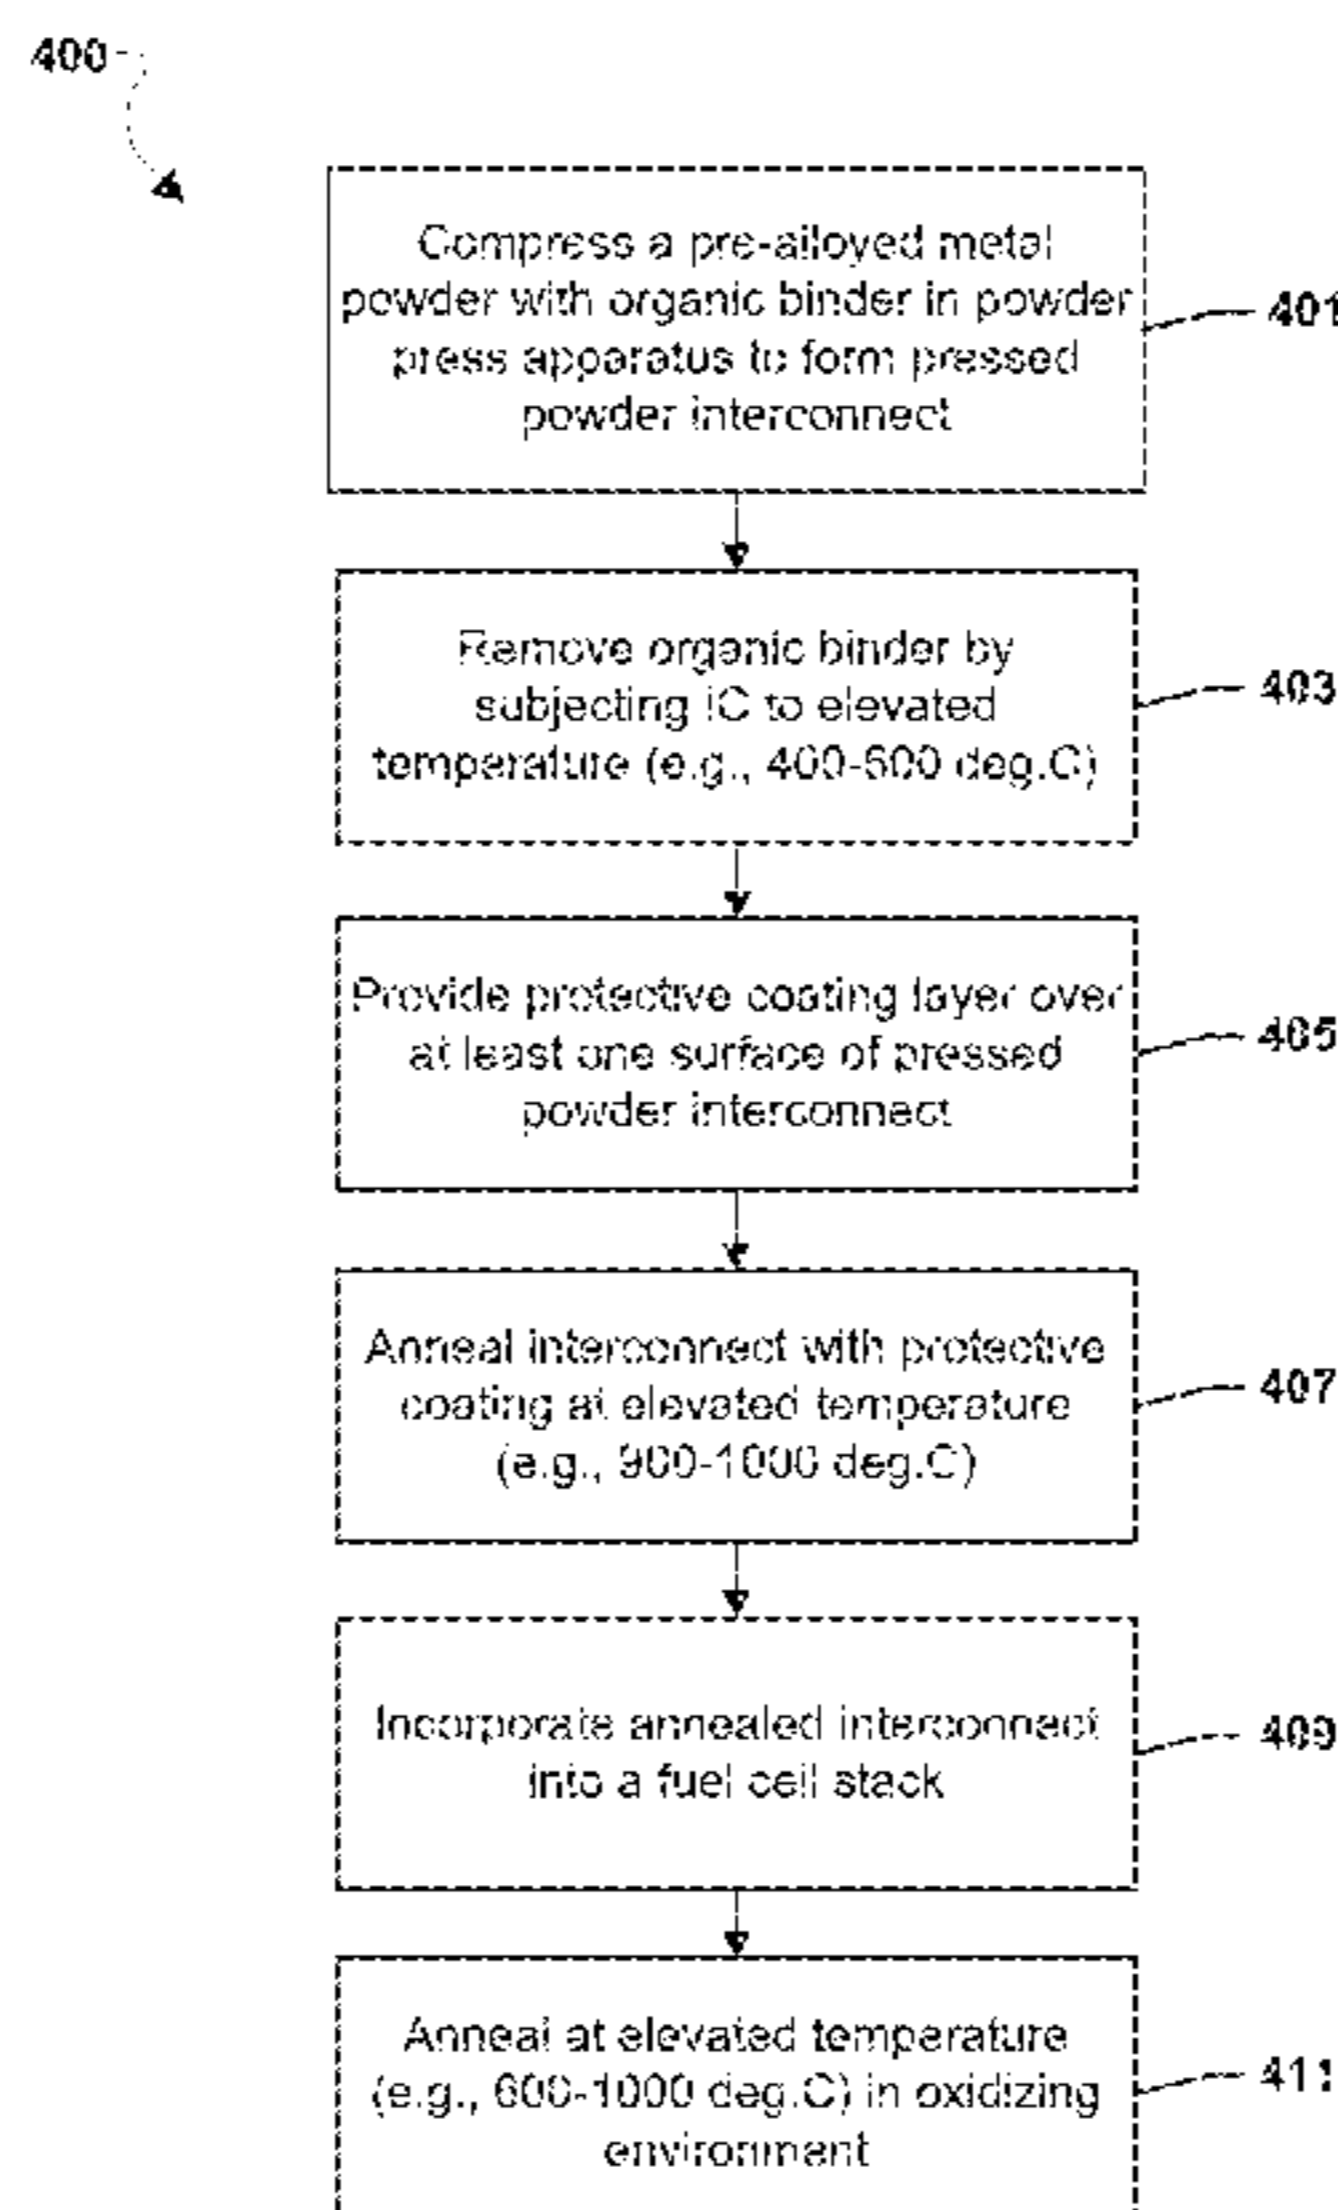 400
Compress a pre-alloyed metal
powder with organic binder in powder
press apparatus to form pressed
powder interconnect
401
Remove organic binder by
subjecting IC to elevated
temperature (e.g., 400-600 deg.C)
403
Provide protective coating layer over
at least one surface of pressed
powder interconnect
405
Anneal interconnect with protective
coating at elevated temperature
(e.g., 900-1000 deg.C)
407
Incorporate annealed interconnect
into a fuel cell stack
409
Anneal at elevated temperature
(e.g., 600-1000 deg.C) in oxidizing
environment
411